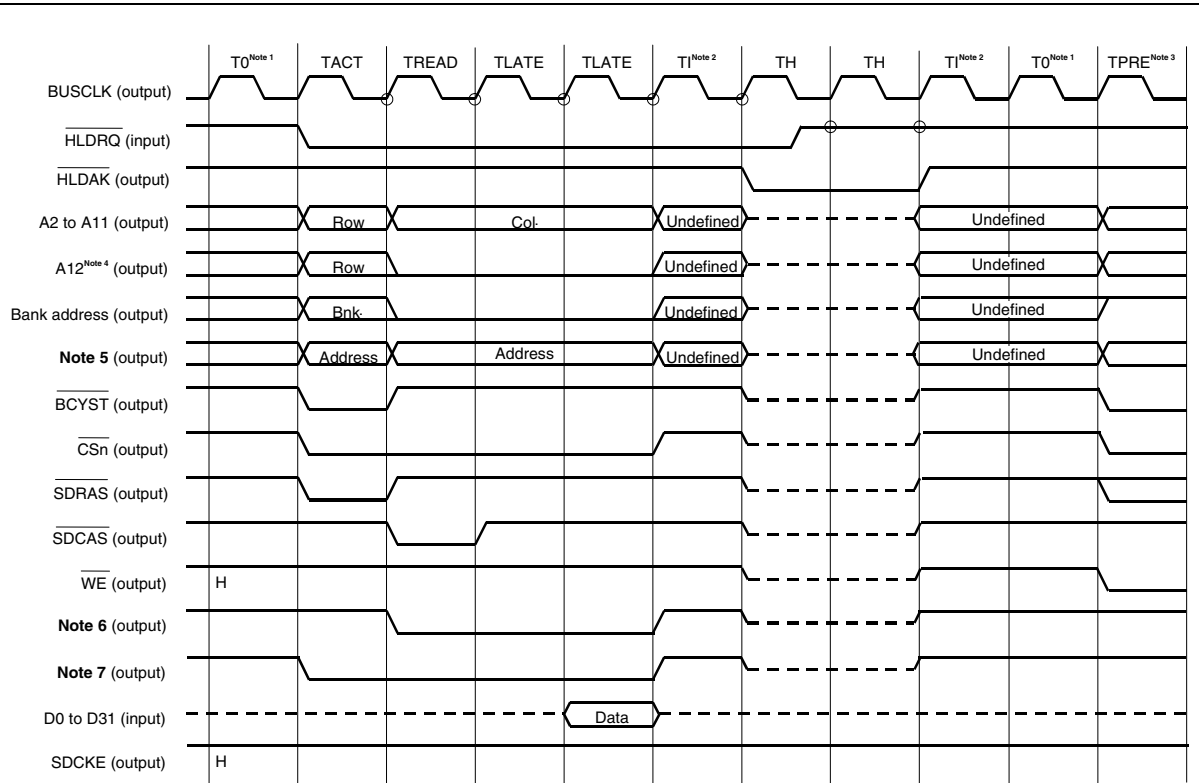 T0Note 1 TACT TREAD TLATE TLATE TINote 2 TH TH TINote 2 T0Note 1 TPRENote 3
BUSCLK (output)
HLDRQ (input)
HLDAK (output)
A2 to A11 (output) Row Col. Undefined Undefined
A12Note 4 (output) Row Undefined Undefined
Bank address (output) Bnk. Undefined Undefined
Note 5 (output) Address Address Undefined Undefined
BCYST (output)
CSn (output)
SDRAS (output)
SDCAS (output)
WE (output) H
Note 6 (output)
Note 7 (output)
D0 to D31 (input) Data
SDCKE (output) H